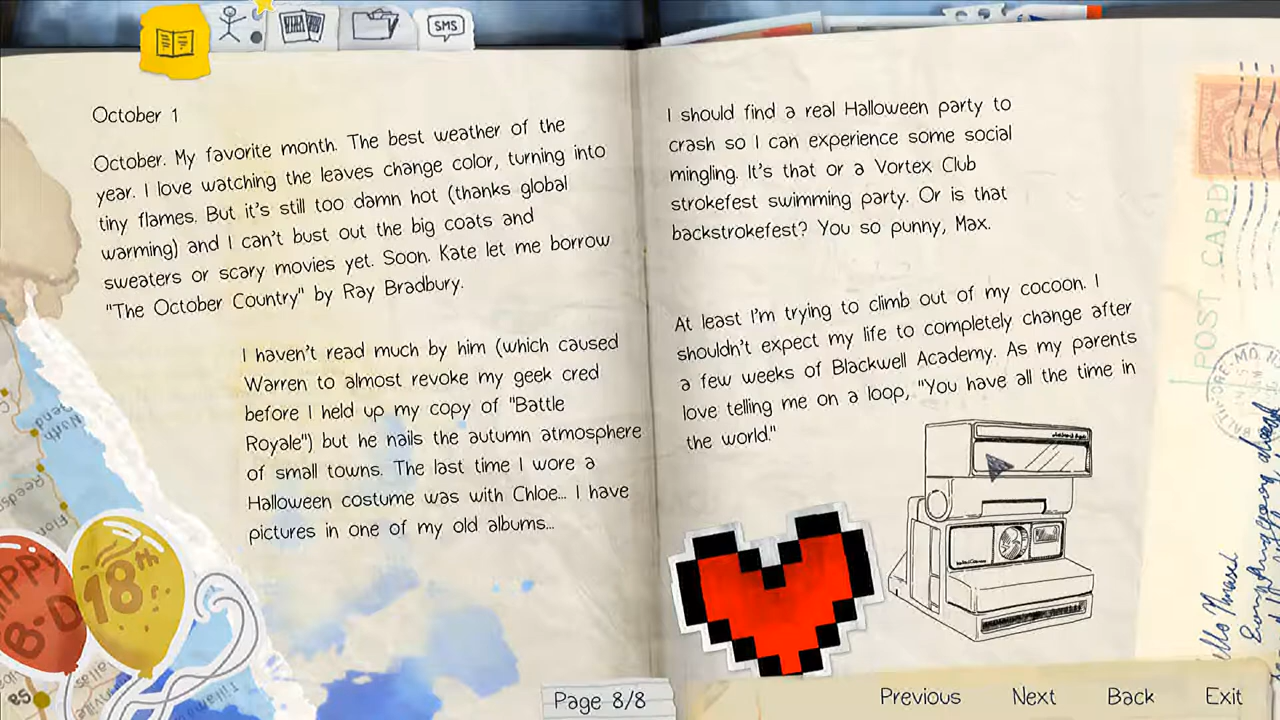 SMS
October 1
October. My favorite month. The best weather of the
year. I love watching the leaves change color, turning into
tiny flames. But it's still too damn hot (thanks global
warming) and I can't bust out the big coats and
sweaters or scary movies yet. Soon. Kate let me borrow
"The October Country" by Ray Bradbury.
I haven't read much by him (which caused
Warren to almost revoke my geek cred
before I held up my copy of "Battle
Royale") but he nails the autumn atmosphere
of small towns. The last time I wore a
Halloween costume was with Chloe... I have
pictures in one of my old albums...
I should find a real Halloween party to
crash so I can experience some social
mingling. It's that or a Vortex Club
strokefest swimming party. Or is that
backstrokefest? You so punny, Max.
At least I'm trying to climb out of my cocoon. I
shouldn't expect my life to completely change after
a few weeks of Blackwell Academy. As my parents
love telling me on a loop, "You have all the time in
the world."
POST CARD
North
Bend
18th
B-D
Page 8/8
Previous
Next
Back
Exit